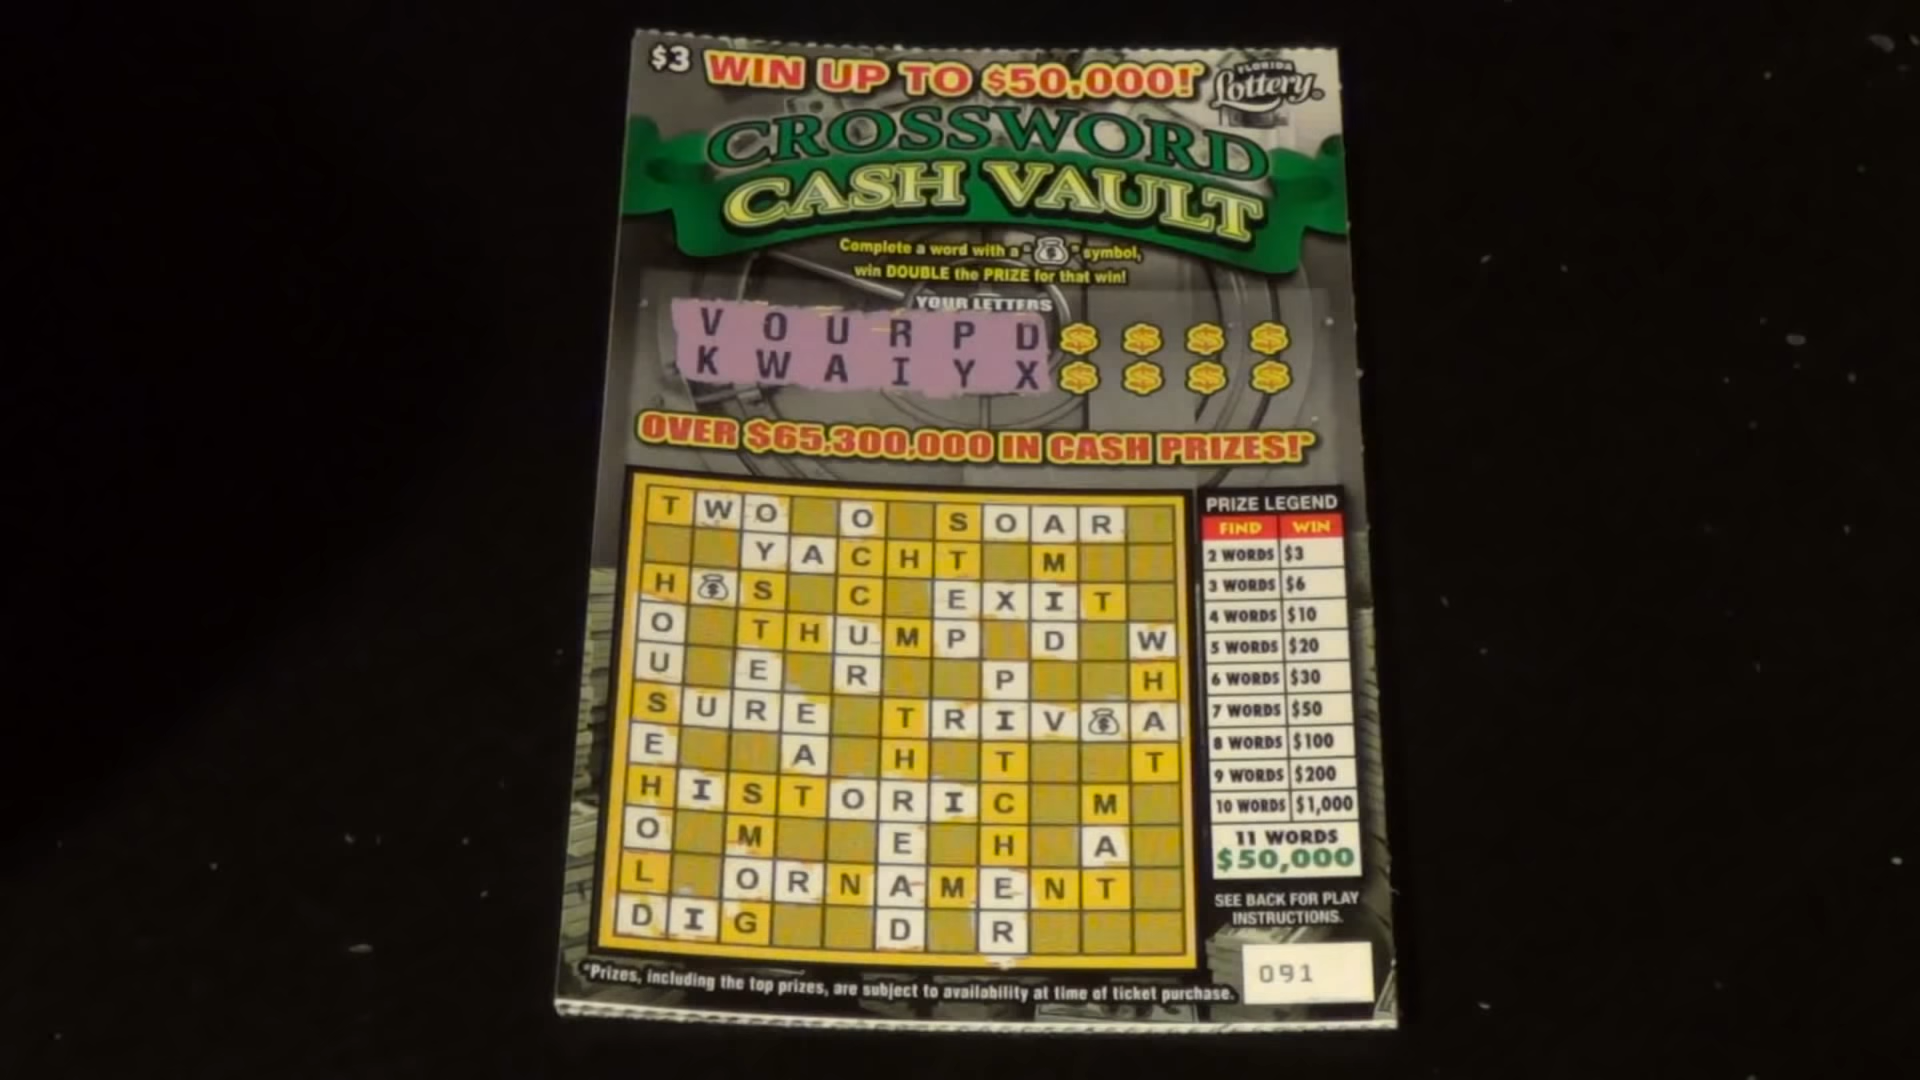 $3 WIN UP TO $50,000!*
FLORIDA
Lottery®
CROSSWORD
CASH VAULT
Complete a word with a " $ " symbol,
win DOUBLE the PRIZE for that win!
YOUR LETTERS
V O U R P D $ $ $ $
K W A I Y X $ $ $ $
OVER $65,300,000 IN CASH PRIZES!*
T W O O S O A R
Y A C H T M
H $ S C E X I T
O T H U M P D W
U E R P H
S U R E T R I V $ A
E A H T T
H I S T O R I C M
O M E H A
L O R N A M E N T
D I G D R
PRIZE LEGEND
FIND WIN
2 WORDS $3
3 WORDS $6
4 WORDS $10
5 WORDS $20
6 WORDS $30
7 WORDS $50
8 WORDS $100
9 WORDS $200
10 WORDS $1,000
11 WORDS
$50,000
SEE BACK FOR PLAY
INSTRUCTIONS.
091
*Prizes, including the top prizes, are subject to availability at time of ticket purchase.